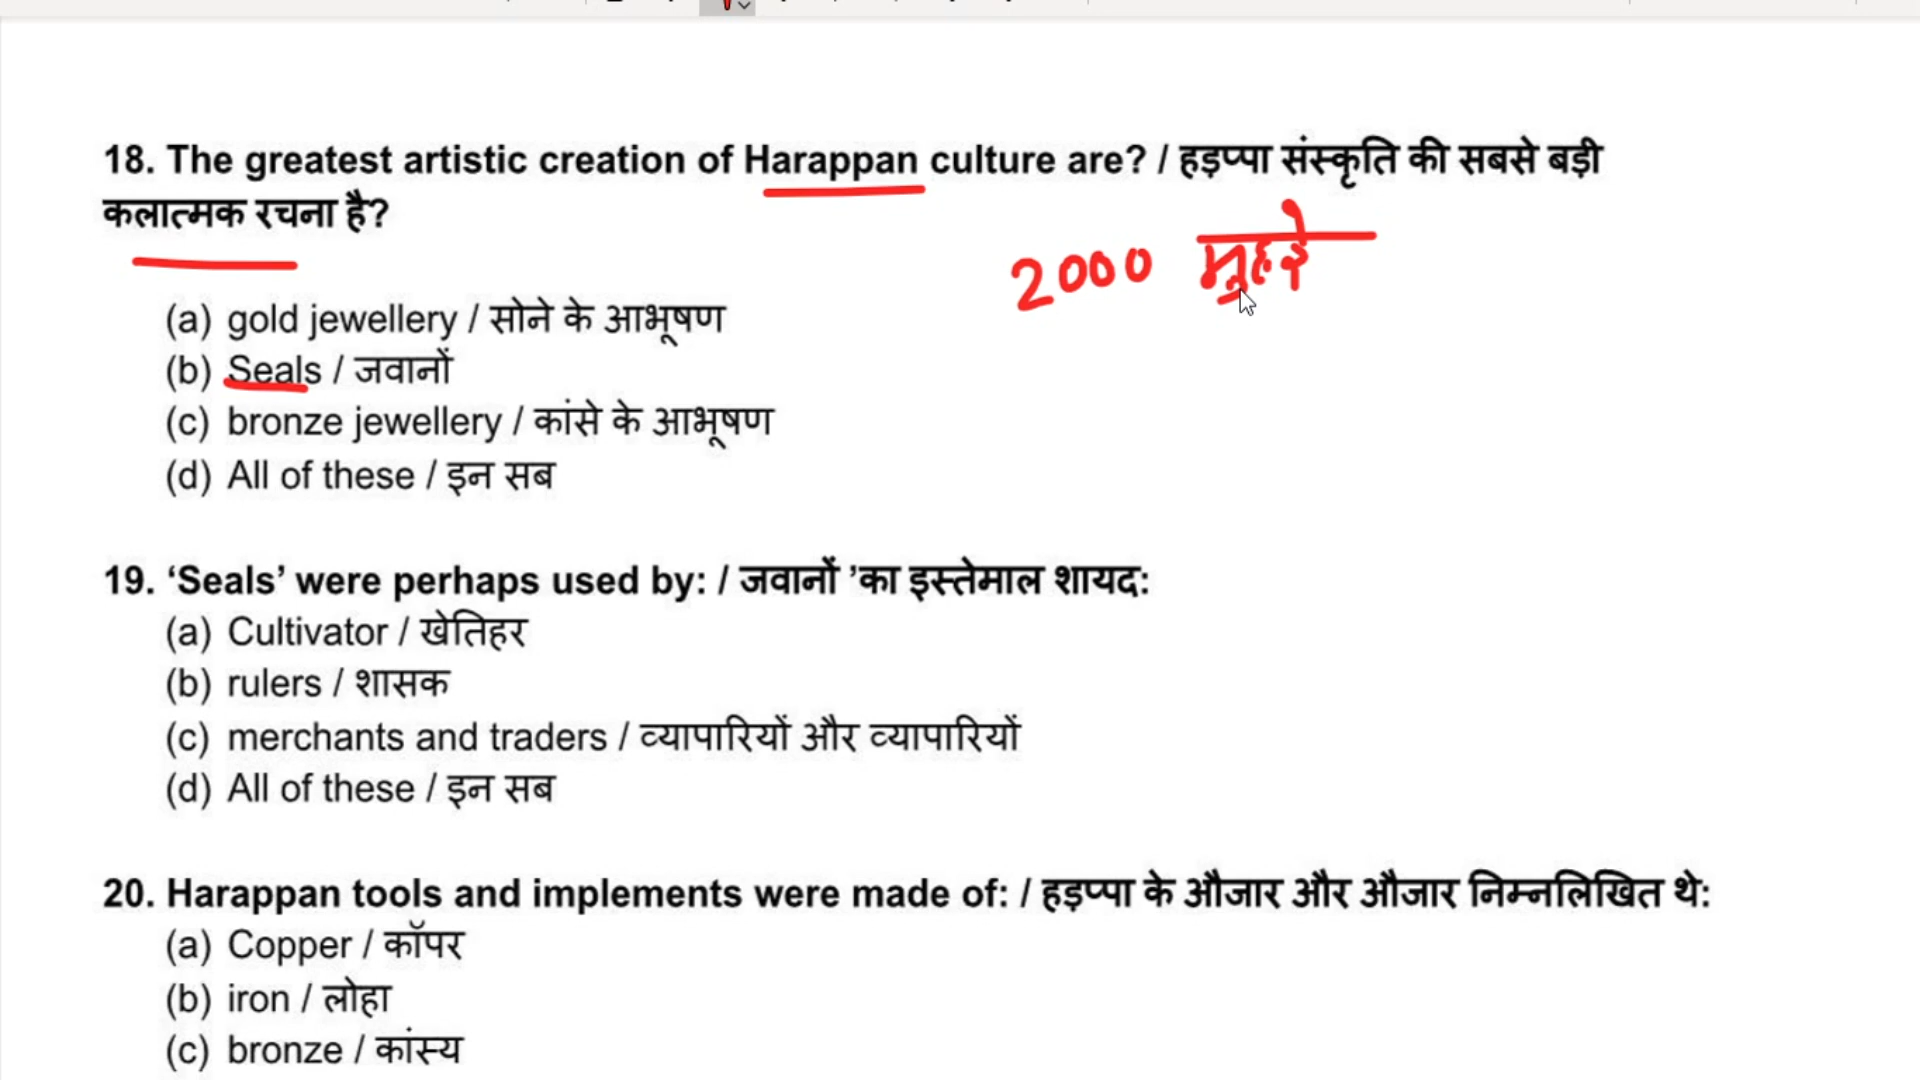 18. The greatest artistic creation of Harappan culture are? / हड़प्पा संस्कृति की सबसे बड़ी
कलात्मक रचना है?
2000 मुहरे
(a) gold jewellery / सोने के आभूषण
(b) Seals / जवानों
(c) bronze jewellery / कांसे के आभूषण
(d) All of these / इन सब
19. ‘Seals’ were perhaps used by: / जवानों ’का इस्तेमाल शायद:
(a) Cultivator / खेतिहर
(b) rulers / शासक
(c) merchants and traders / व्यापारियों और व्यापारियों
(d) All of these / इन सब
20. Harappan tools and implements were made of: / हड़प्पा के औजार और औजार निम्नलिखित थे:
(a) Copper / कॉपर
(b) iron / लोहा
(c) bronze / कांस्य